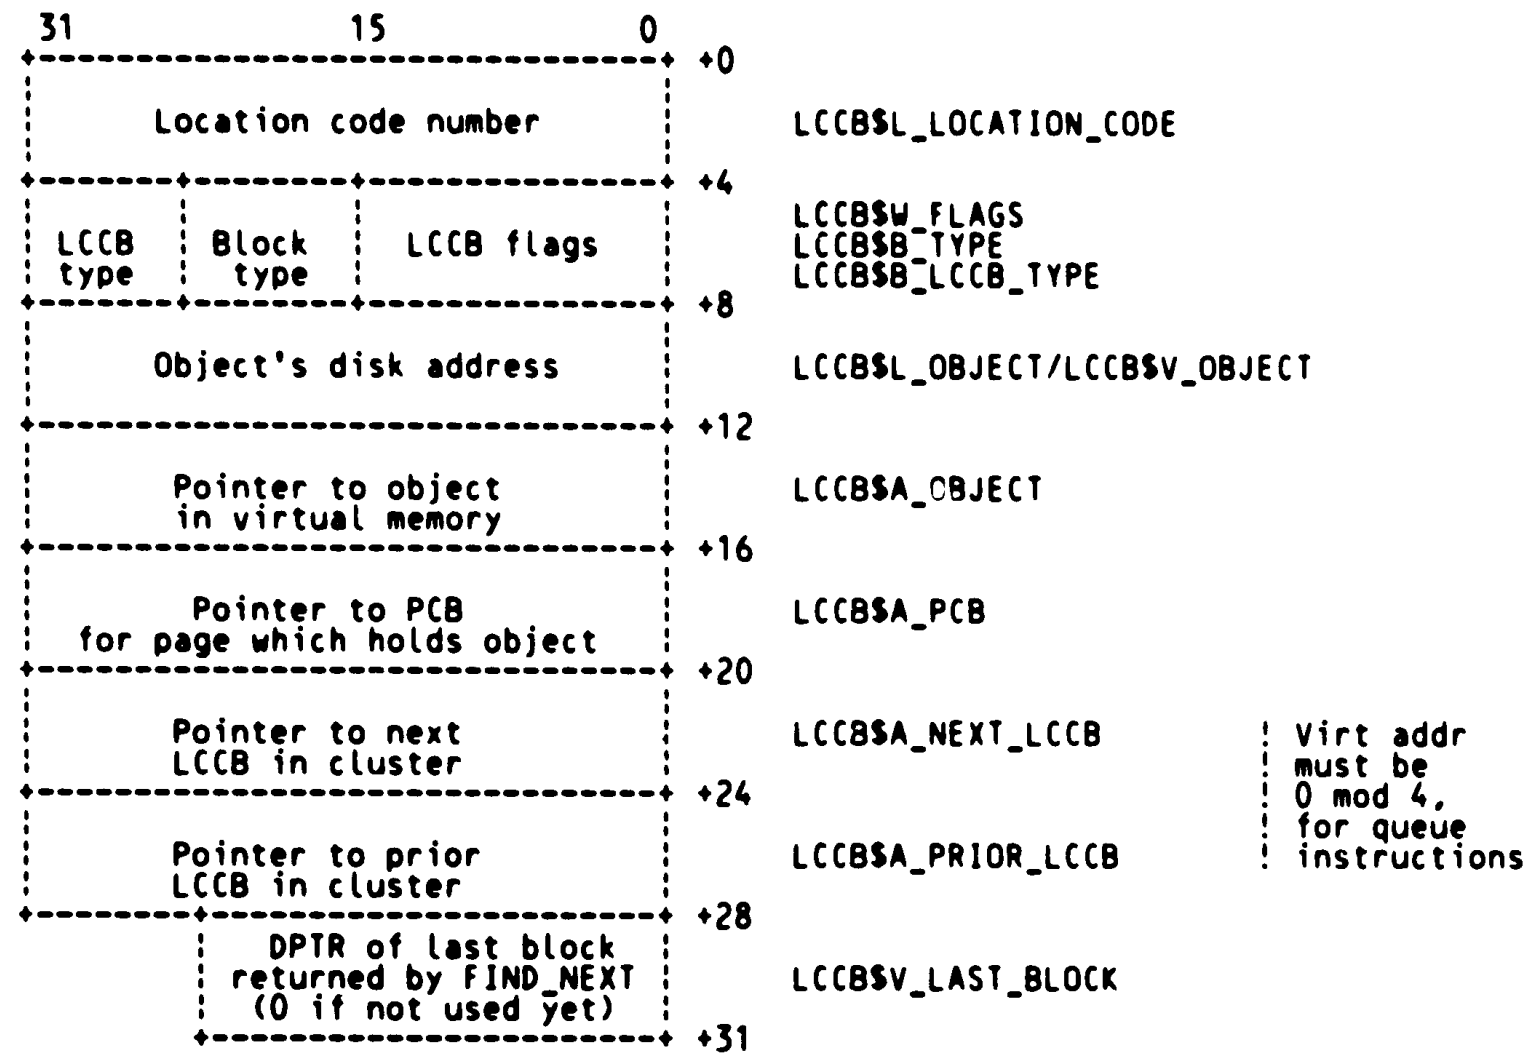 31 15 0
+0
Location code number LCCB$L_LOCATION_CODE
+4
LCCB$W_FLAGS
LCCB Block LCCB flags LCCB$B_TYPE
type type LCCB$B_LCCB_TYPE
+8
Object's disk address LCCB$L_OBJECT/LCCB$V_OBJECT
+12
Pointer to object LCCB$A_OBJECT
in virtual memory
+16
Pointer to PCB LCCB$A_PCB
for page which holds object
+20
Pointer to next LCCB$A_NEXT_LCCB ! Virt addr
LCCB in cluster ! must be
+24 ! 0 mod 4,
! for queue
Pointer to prior LCCB$A_PRIOR_LCCB ! instructions
LCCB in cluster
+28
DPTR of last block
returned by FIND_NEXT LCCB$V_LAST_BLOCK
(0 if not used yet)
+31